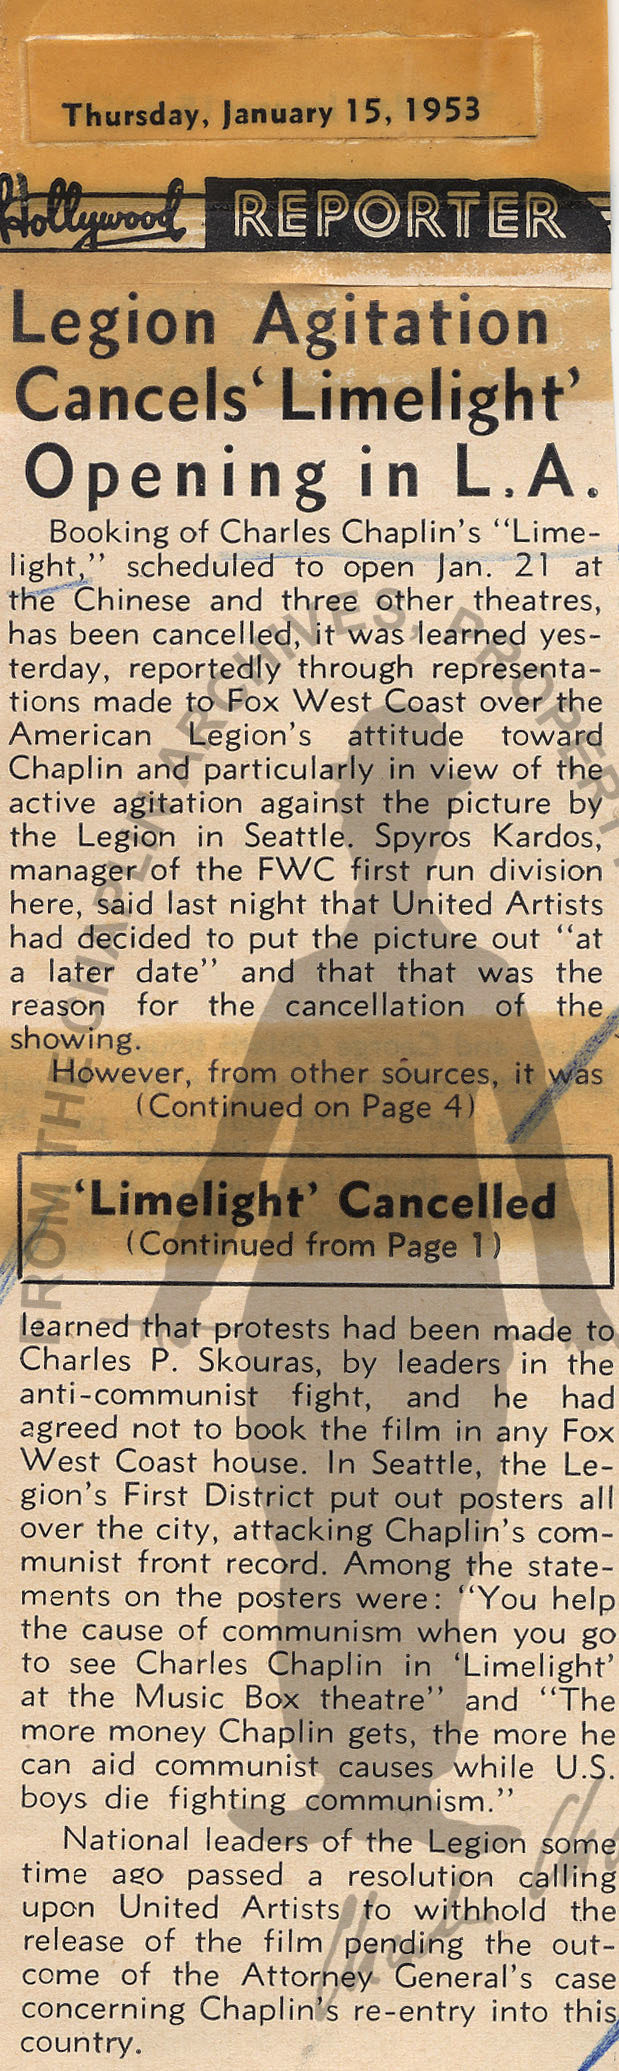 Thursday, January 15, 1953
Hollywood REPORTER
Legion Agitation
Cancels ‘Limelight’
Opening in L.A.
Booking of Charles Chaplin's "Lime-
light," scheduled to open Jan. 21 at
the Chinese and three other theatres,
has been cancelled, it was learned yes-
terday, reportedly through representa-
tions made to Fox West Coast over the
American Legion's attitude toward
Chaplin and particularly in view of the
active agitation against the picture by
the Legion in Seattle. Spyros Kardos,
manager of the FWC first run division
here, said last night that United Artists
had decided to put the picture out "at
a later date" and that that was the
reason for the cancellation of the
showing.
However, from other sources, it was
(Continued on Page 4)
‘Limelight’ Cancelled
(Continued from Page 1)
learned that protests had been made to
Charles P. Skouras, by leaders in the
anti-communist fight, and he had
agreed not to book the film in any Fox
West Coast house. In Seattle, the Le-
gion's First District put out posters all
over the city, attacking Chaplin's com-
munist front record. Among the state-
ments on the posters were: "You help
the cause of communism when you go
to see Charles Chaplin in ‘Limelight’
at the Music Box theatre" and "The
more money Chaplin gets, the more he
can aid communist causes while U.S.
boys die fighting communism."
National leaders of the Legion some
time ago passed a resolution calling
upon United Artists to withhold the
release of the film pending the out-
come of the Attorney General's case
concerning Chaplin's re-entry into this
country.
FROM THE CHAPLIN ARCHIVES, PROPERTY